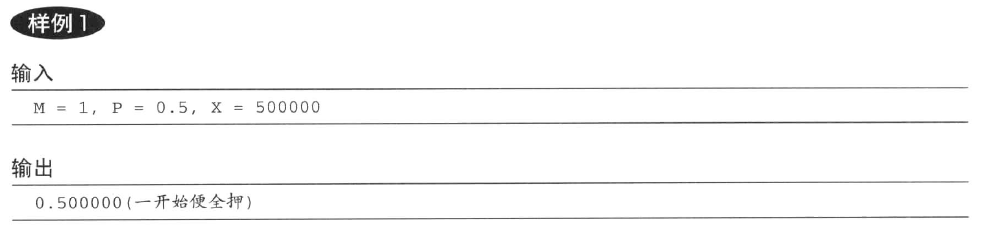 样例1
输入
M = 1, P = 0.5, X = 500000
输出
0.500000(一开始便全押)